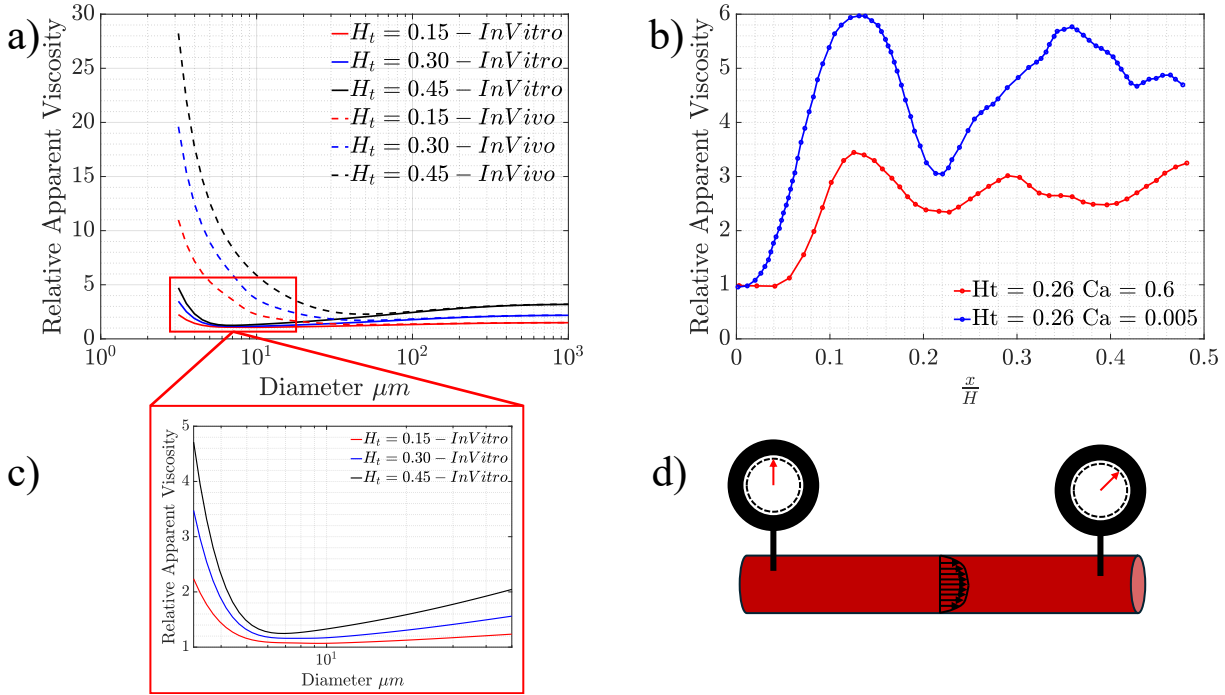 a)
Relative Apparent Viscosity
30
25
20
15
10
5
0
10^0
10^1
10^2
10^3
Diameter μm
H_t = 0.15 − InVitro
H_t = 0.30 − InVitro
H_t = 0.45 − InVitro
H_t = 0.15 − InVivo
H_t = 0.30 − InVivo
H_t = 0.45 − InVivo
b)
Relative Apparent Viscosity
6
5
4
3
2
1
0
0
0.1
0.2
0.3
0.4
0.5
x/H
Ht = 0.26 Ca = 0.6
Ht = 0.26 Ca = 0.005
c)
Relative Apparent Viscosity
5
4
3
2
1
10^1
Diameter μm
H_t = 0.15 − InVitro
H_t = 0.30 − InVitro
H_t = 0.45 − InVitro
d)